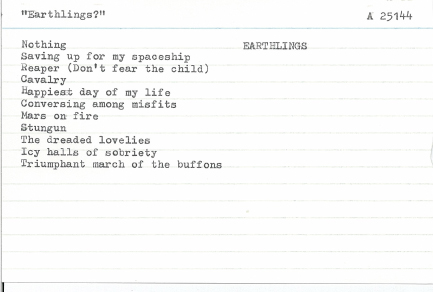 "Earthlings?" A 25144
Nothing EARTHLINGS
Saving up for my spaceship
Reaper (Don't fear the child)
Cavalry
Happiest day of my life
Conversing among misfits
Mars on fire
Stungun
The dreaded lovelies
Icy halls of sobriety
Triumphant march of the buffons